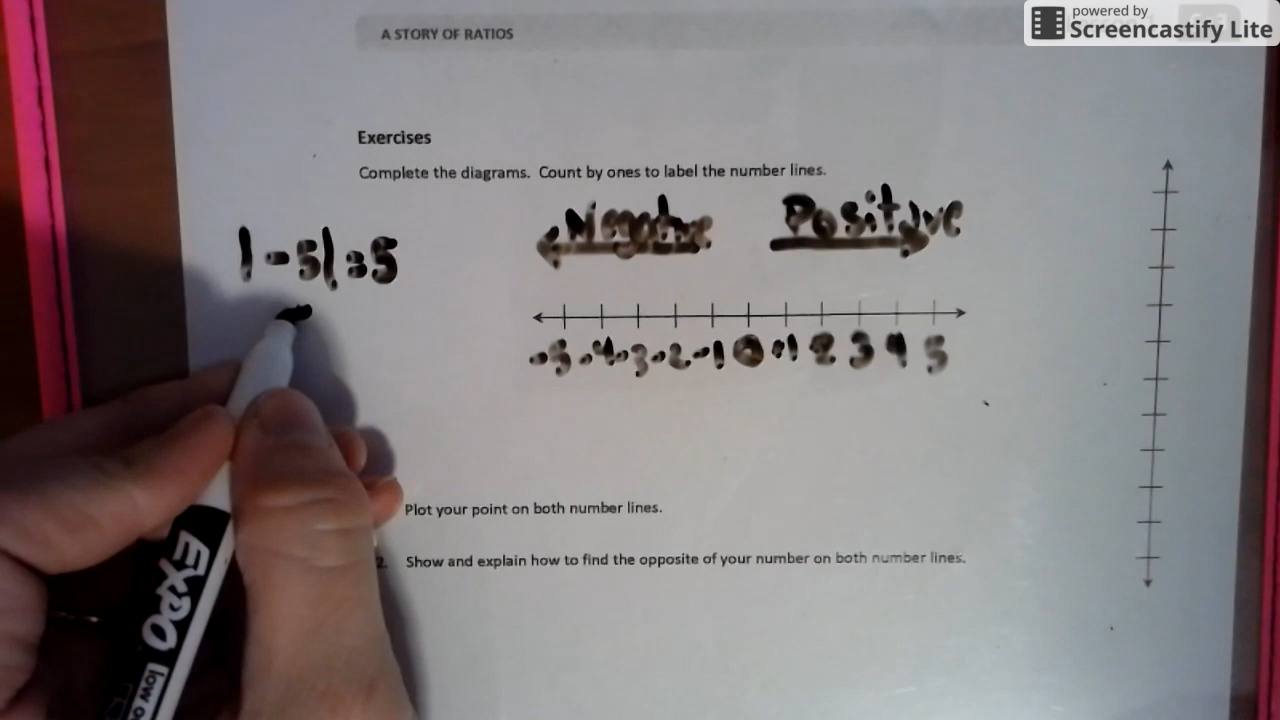 powered by
Screencastify Lite
A STORY OF RATIOS
Exercises
Complete the diagrams. Count by ones to label the number lines.
Negative Positive
|-5|=5
-5 -4 -3 -2 -1 0 1 2 3 4 5
Plot your point on both number lines.
2. Show and explain how to find the opposite of your number on both number lines.
EXPO
low o